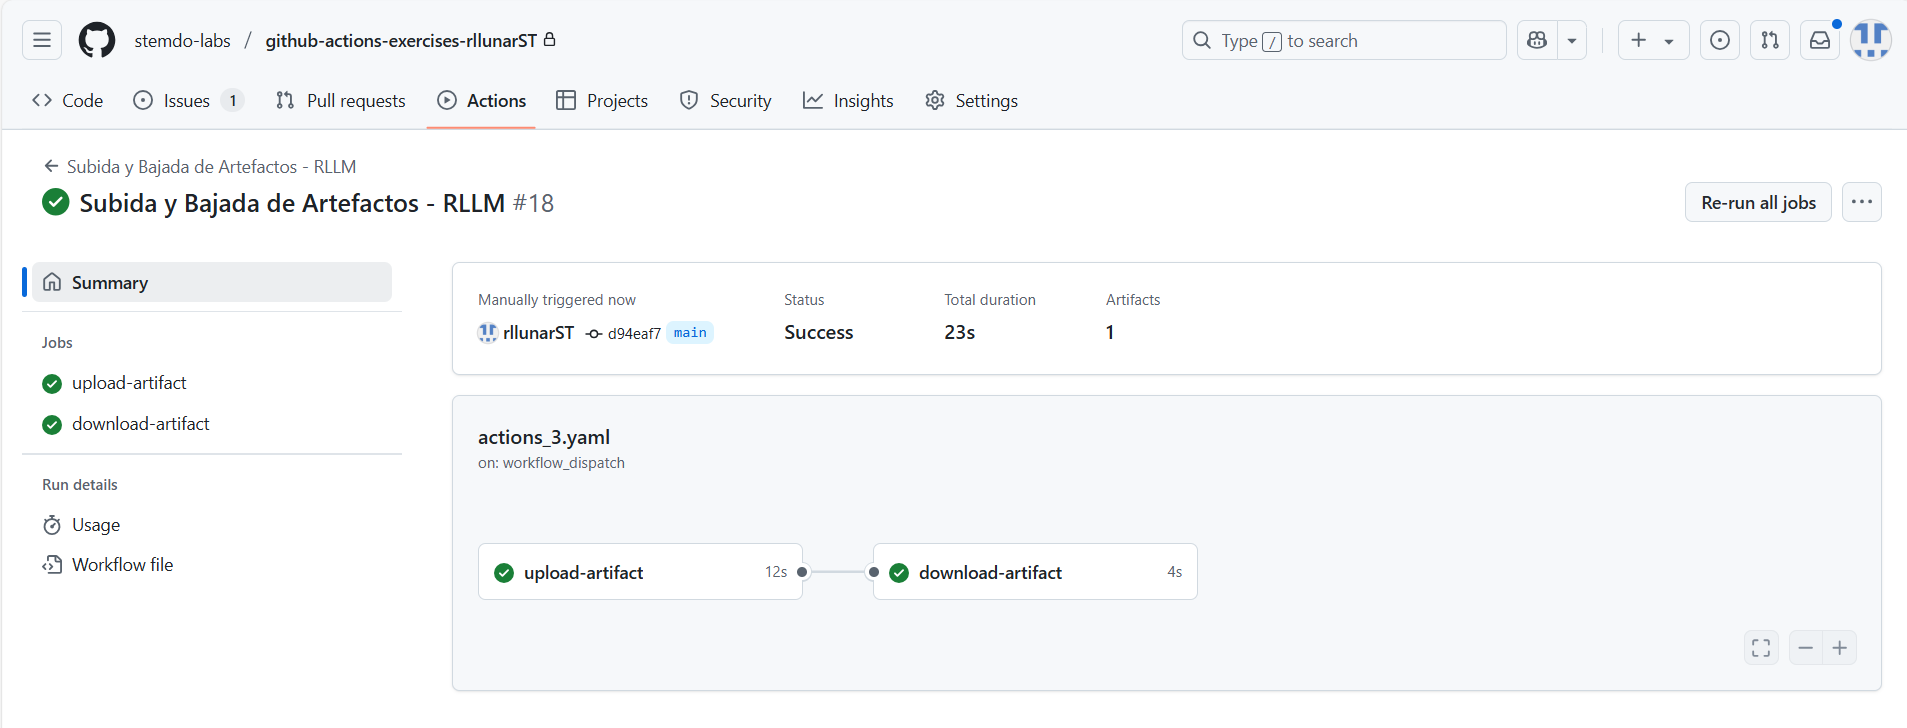 stemdo-labs / github-actions-exercises-rllunarST
Type / to search
Code Issues 1 Pull requests Actions Projects Security Insights Settings
Subida y Bajada de Artefactos - RLLM
Subida y Bajada de Artefactos - RLLM #18
Re-run all jobs
Summary
Jobs
upload-artifact
download-artifact
Run details
Usage
Workflow file
Manually triggered now
rllunarST d94eaf7 main
Status
Success
Total duration
23s
Artifacts
1
actions_3.yaml
on: workflow_dispatch
upload-artifact 12s
download-artifact 4s